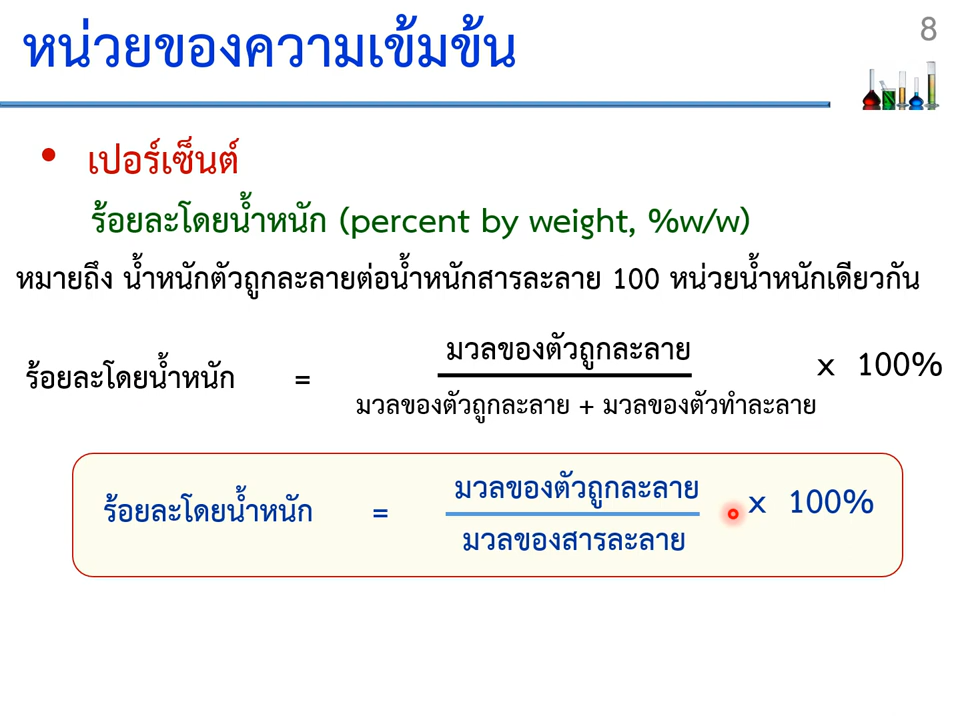 หน่วยของความเข้มข้น
8
• เปอร์เซ็นต์
ร้อยละโดยน้ำหนัก (percent by weight, %w/w)
หมายถึง น้ำหนักตัวถูกละลายต่อน้ำหนักสารละลาย 100 หน่วยน้ำหนักเดียวกัน
มวลของตัวถูกละลาย
ร้อยละโดยน้ำหนัก = x 100%
มวลของตัวถูกละลาย + มวลของตัวทำละลาย
มวลของตัวถูกละลาย
ร้อยละโดยน้ำหนัก = x 100%
มวลของสารละลาย